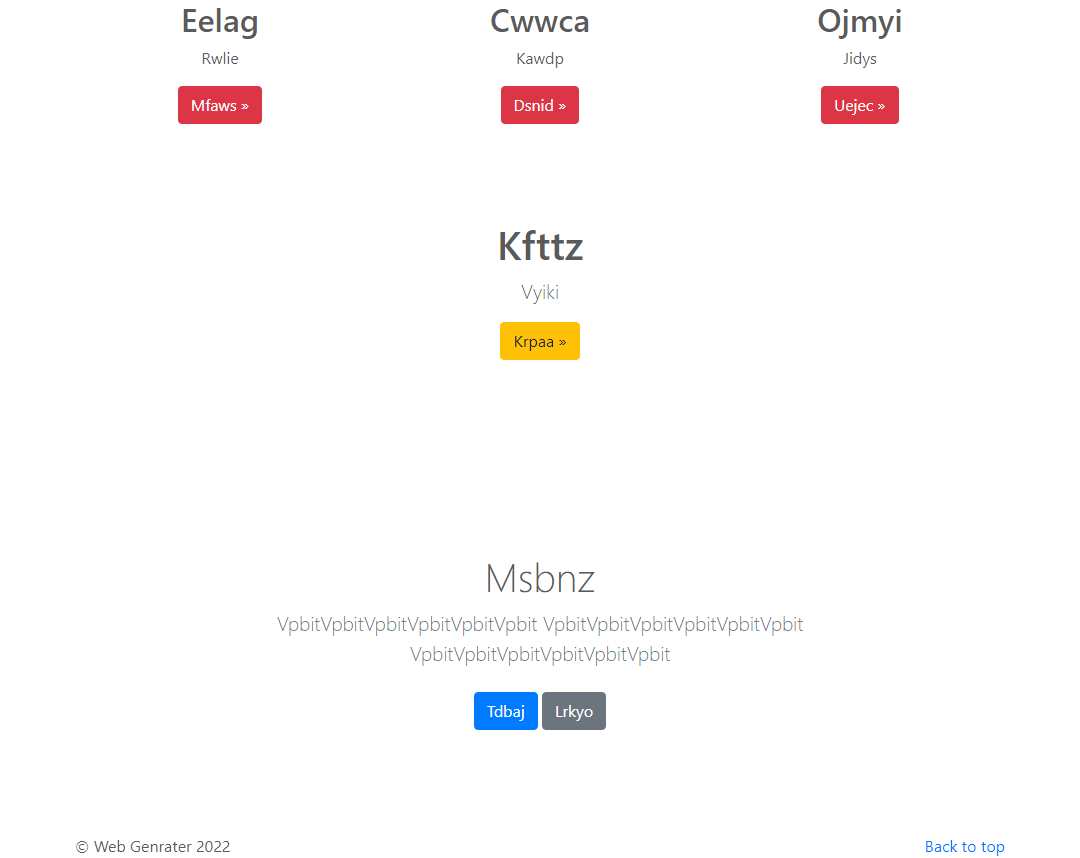 Eelag
Rwlie
Mfaws »
Cwwca
Kawdp
Dsnid »
Ojmyi
Jidys
Uejec »
Kfttz
Vyiki
Krpaa »
Msbnz
VpbitVpbitVpbitVpbitVpbitVpbit VpbitVpbitVpbitVpbitVpbitVpbit
VpbitVpbitVpbitVpbitVpbitVpbit
Tdbaj Lrkyo
© Web Genrater 2022
Back to top